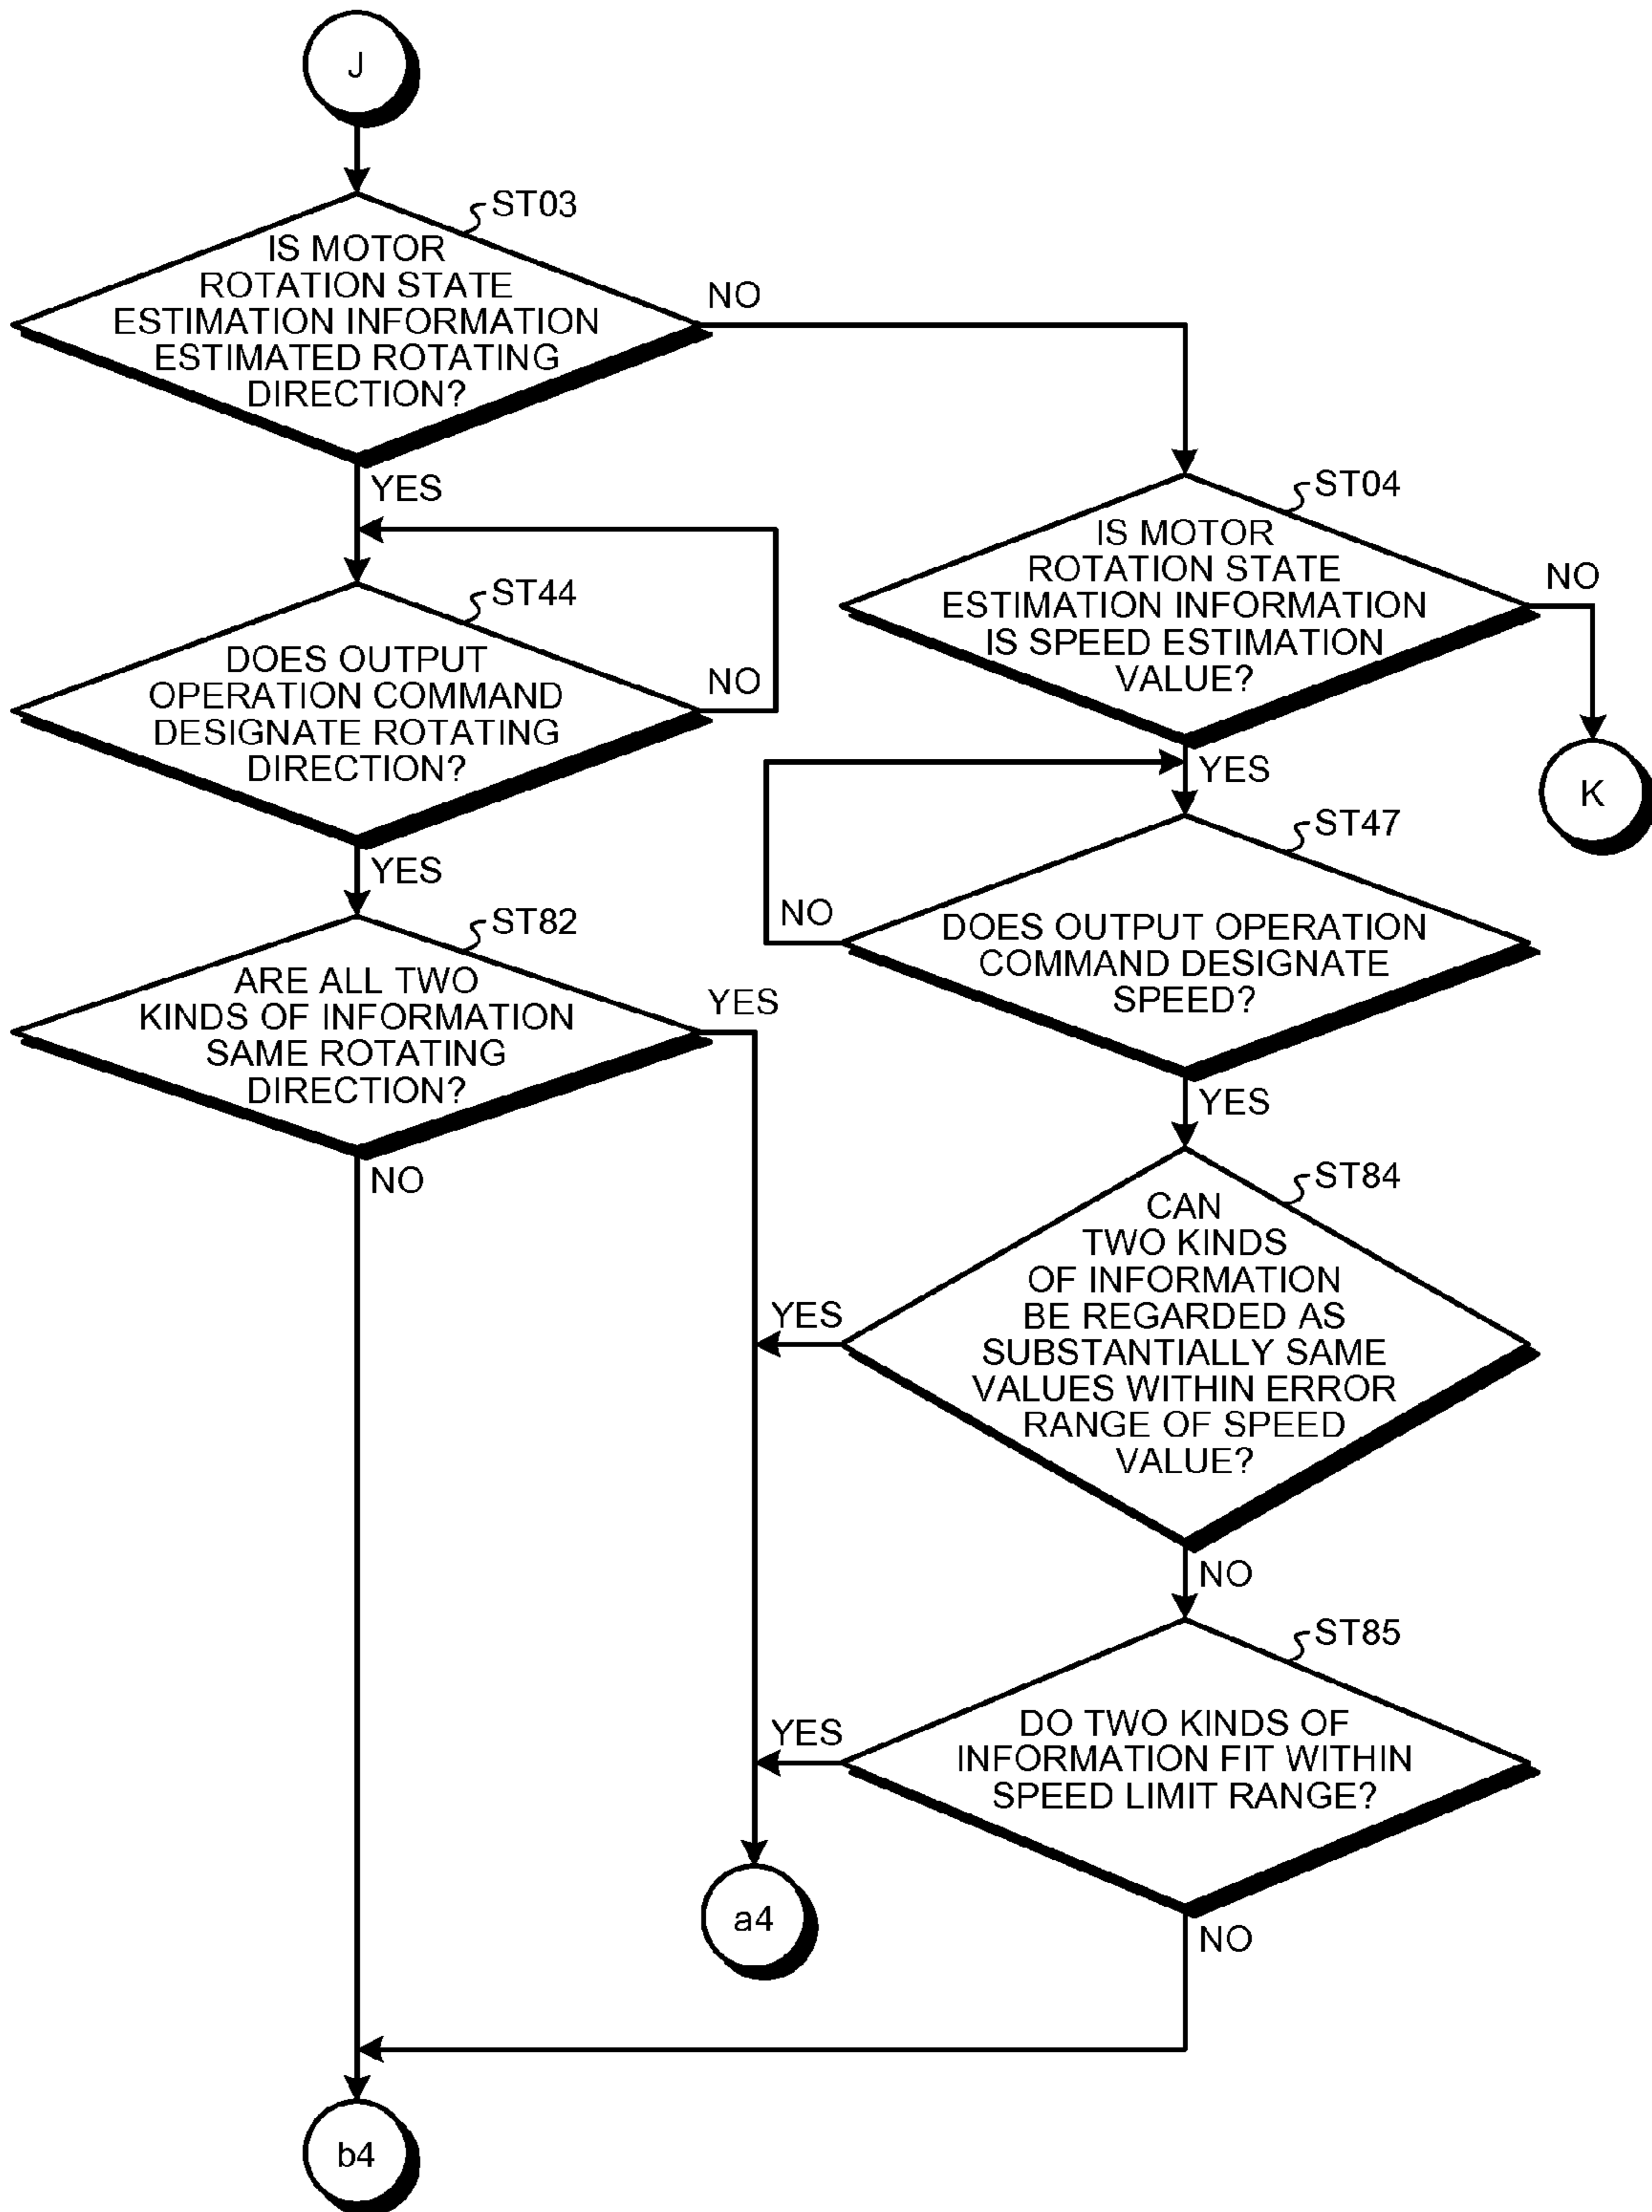 J
ST03
IS MOTOR
ROTATION STATE
ESTIMATION INFORMATION
ESTIMATED ROTATING
DIRECTION?
NO
YES
ST04
IS MOTOR
ROTATION STATE
ESTIMATION INFORMATION
IS SPEED ESTIMATION
VALUE?
NO
YES
K
ST44
DOES OUTPUT
OPERATION COMMAND
DESIGNATE ROTATING
DIRECTION?
NO
YES
ST47
DOES OUTPUT OPERATION
COMMAND DESIGNATE
SPEED?
NO
YES
ST82
ARE ALL TWO
KINDS OF INFORMATION
SAME ROTATING
DIRECTION?
YES
NO
ST84
CAN
TWO KINDS
OF INFORMATION
BE REGARDED AS
SUBSTANTIALLY SAME
VALUES WITHIN ERROR
RANGE OF SPEED
VALUE?
YES
NO
ST85
DO TWO KINDS OF
INFORMATION FIT WITHIN
SPEED LIMIT RANGE?
YES
NO
a4
b4